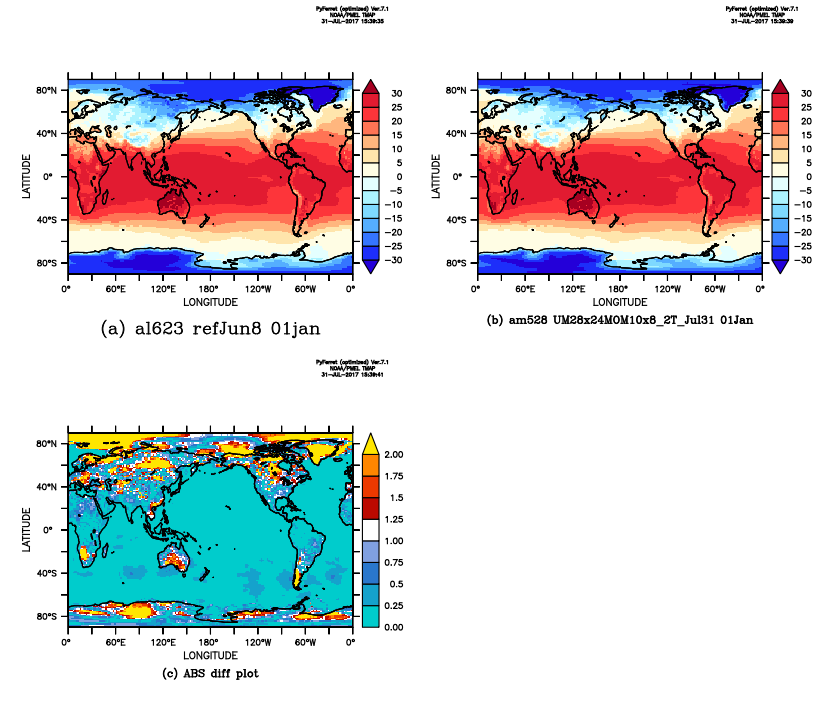 PyFerret (optimized) Ver.7.1
NOAA/PMEL TMAP
31-JUL-2017 15:39:35
80°N
40°N
0°
40°S
80°S
LATITUDE
0°
60°E
120°E
180°
120°W
60°W
0°
LONGITUDE
30
25
20
15
10
5
0
-5
-10
-15
-20
-25
-30
(a) al623 refJun8 01jan
PyFerret (optimized) Ver.7.1
NOAA/PMEL TMAP
31-JUL-2017 15:39:39
80°N
40°N
0°
40°S
80°S
LATITUDE
0°
60°E
120°E
180°
120°W
60°W
0°
LONGITUDE
30
25
20
15
10
5
0
-5
-10
-15
-20
-25
-30
(b) am528 UM28x24MOM10x8_2T_Jul31 01Jan
PyFerret (optimized) Ver.7.1
NOAA/PMEL TMAP
31-JUL-2017 15:39:41
80°N
40°N
0°
40°S
80°S
LATITUDE
0°
60°E
120°E
180°
120°W
60°W
0°
LONGITUDE
2.00
1.75
1.5
1.25
1.00
0.75
0.5
0.25
0.00
(c) ABS diff plot